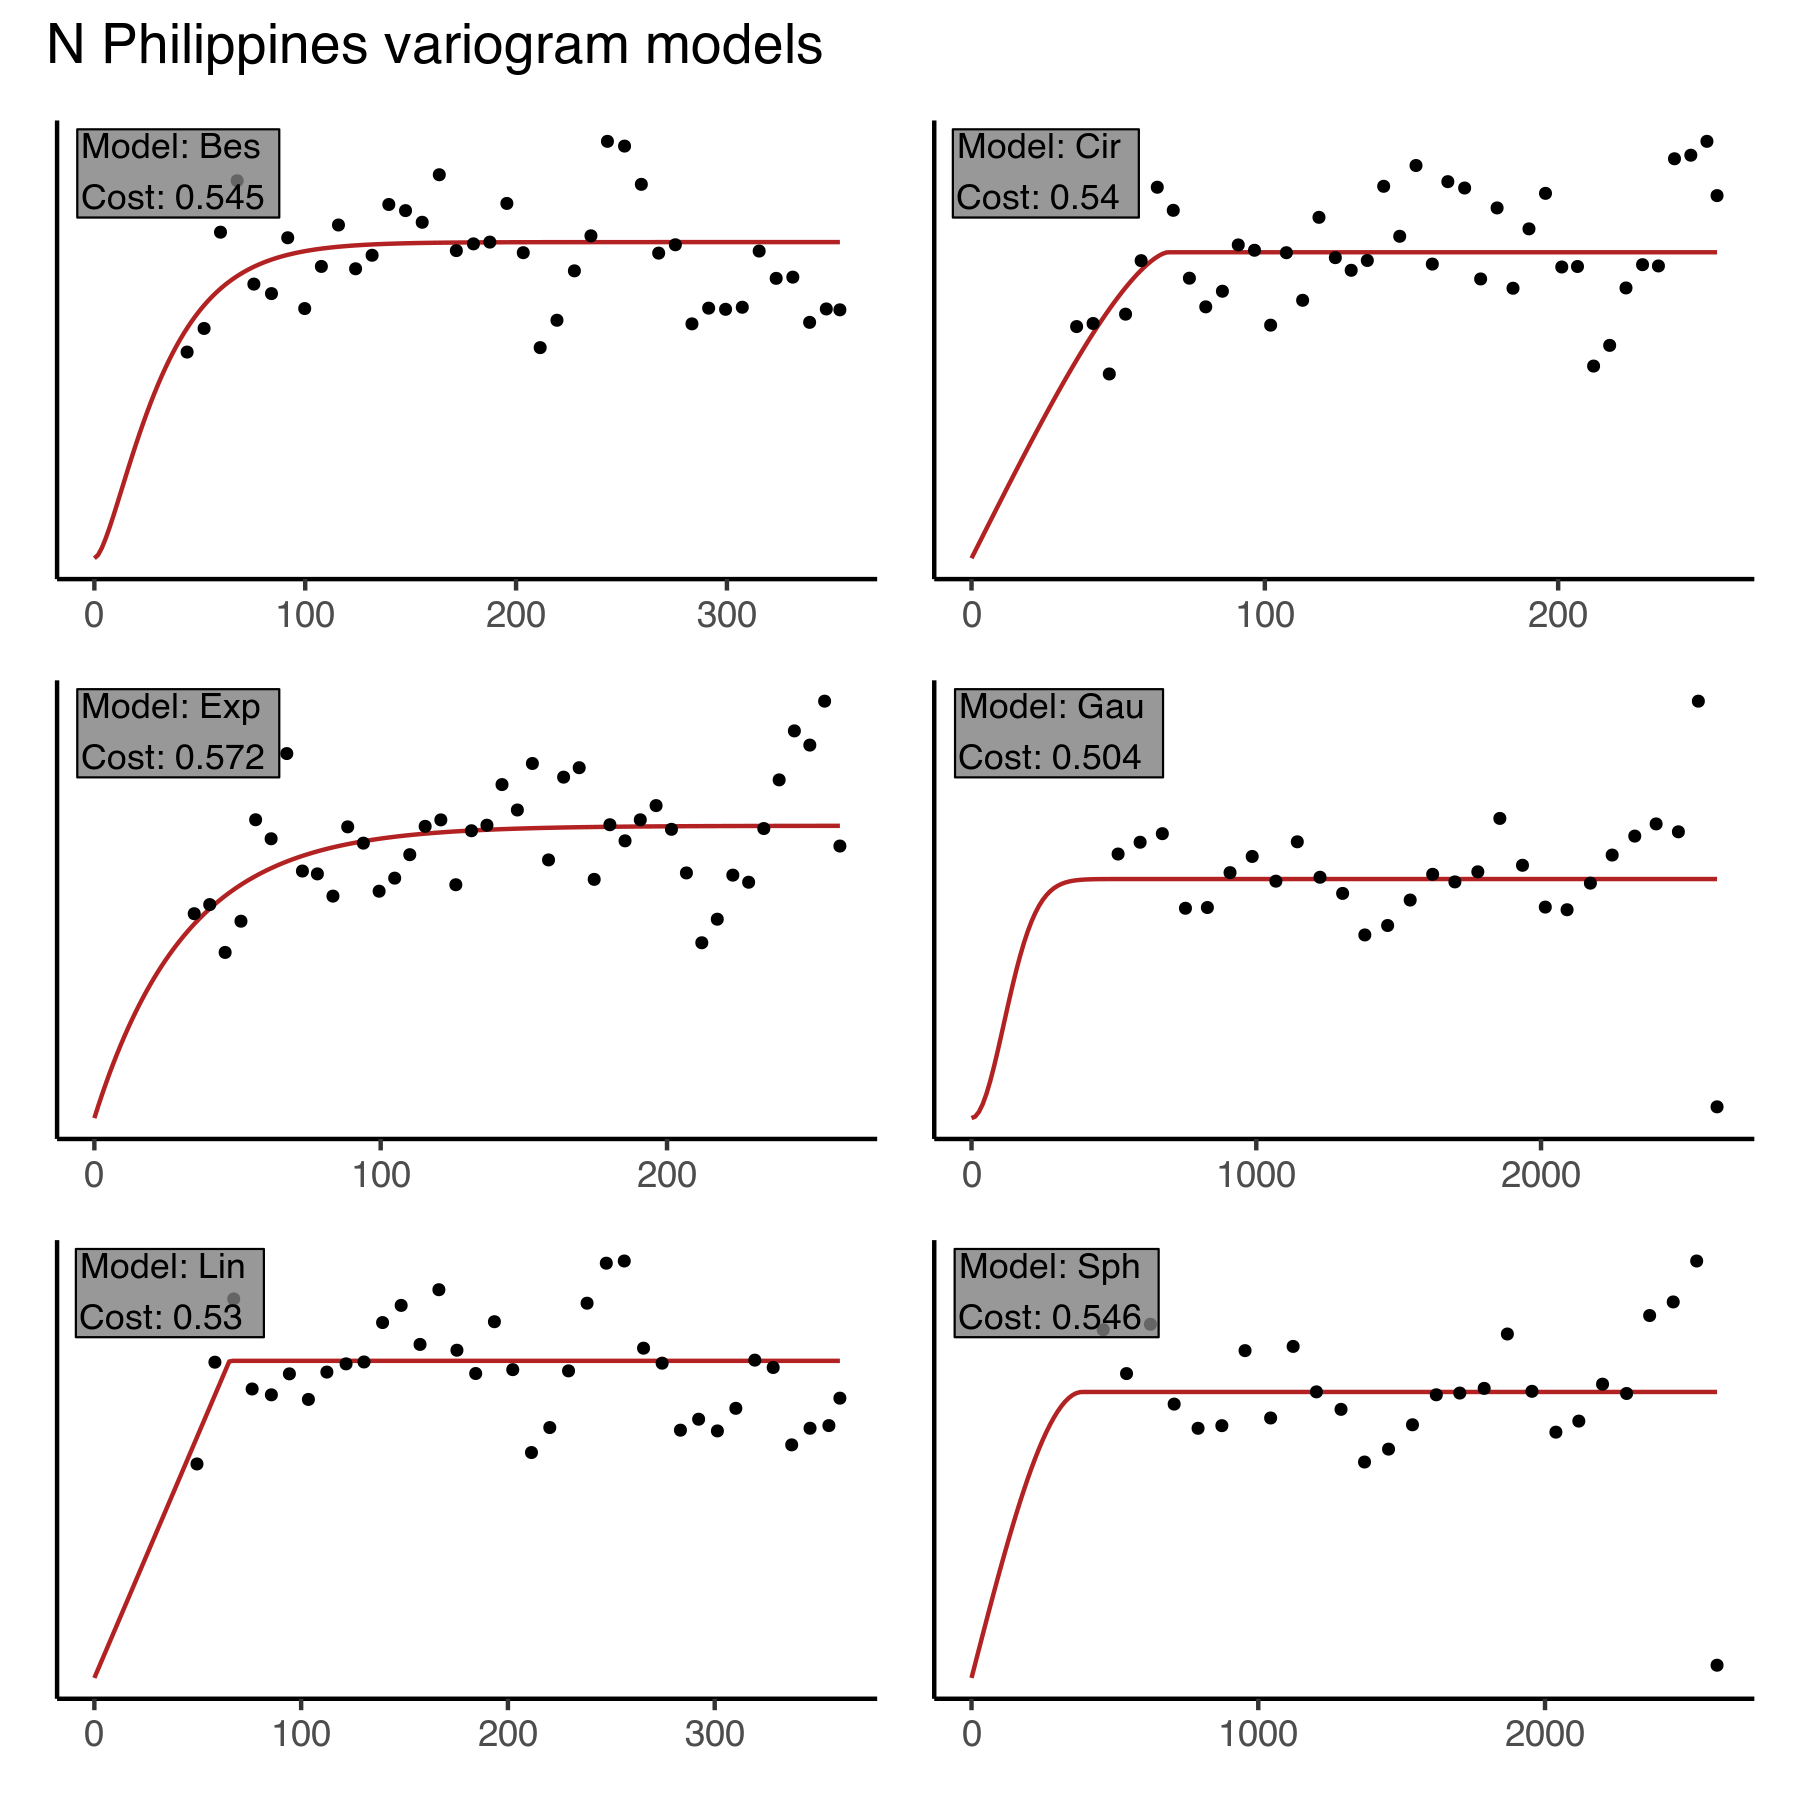 N Philippines variogram models
Model: Bes
Cost: 0.545
0 100 200 300
Model: Cir
Cost: 0.54
0 100 200
Model: Exp
Cost: 0.572
0 100 200
Model: Gau
Cost: 0.504
0 1000 2000
Model: Lin
Cost: 0.53
0 100 200 300
Model: Sph
Cost: 0.546
0 1000 2000